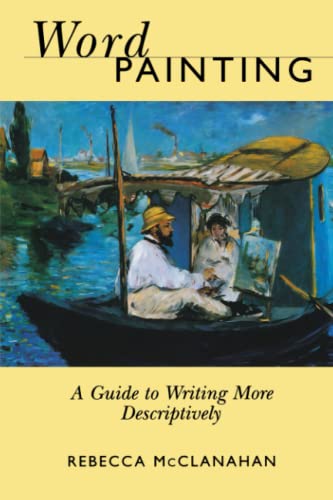 Word
PAINTING
A Guide to Writing More
Descriptively
REBECCA McCLANAHAN